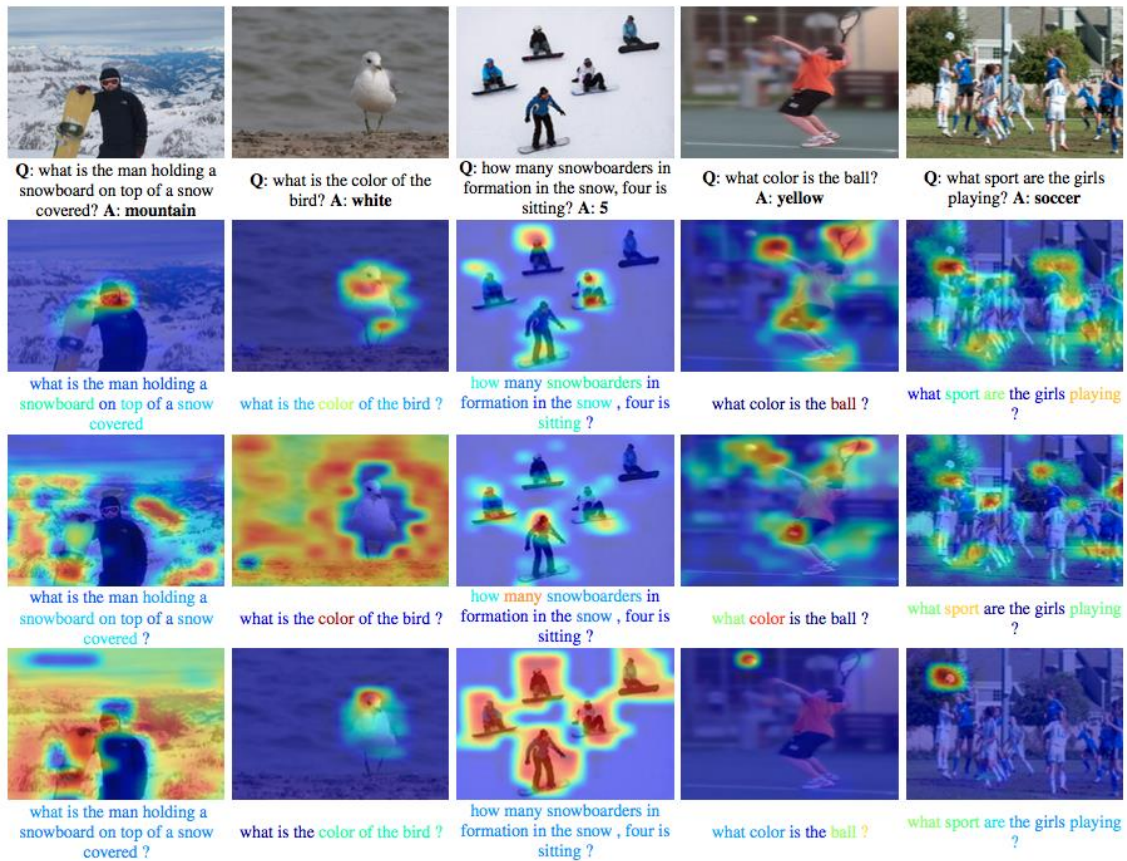 Q: what is the man holding a
snowboard on top of a snow
covered? A: mountain
Q: what is the color of the
bird? A: white
Q: how many snowboarders in
formation in the snow, four is
sitting? A: 5
Q: what color is the ball?
A: yellow
Q: what sport are the girls
playing? A: soccer
what is the man holding a
snowboard on top of a snow
covered
what is the color of the bird ?
how many snowboarders in
formation in the snow , four is
sitting ?
what color is the ball ?
what sport are the girls playing
?
what is the man holding a
snowboard on top of a snow
covered ?
what is the color of the bird ?
how many snowboarders in
formation in the snow , four is
sitting ?
what color is the ball ?
what sport are the girls playing
?
what is the man holding a
snowboard on top of a snow
covered ?
what is the color of the bird ?
how many snowboarders in
formation in the snow , four is
sitting ?
what color is the ball ?
what sport are the girls playing
?